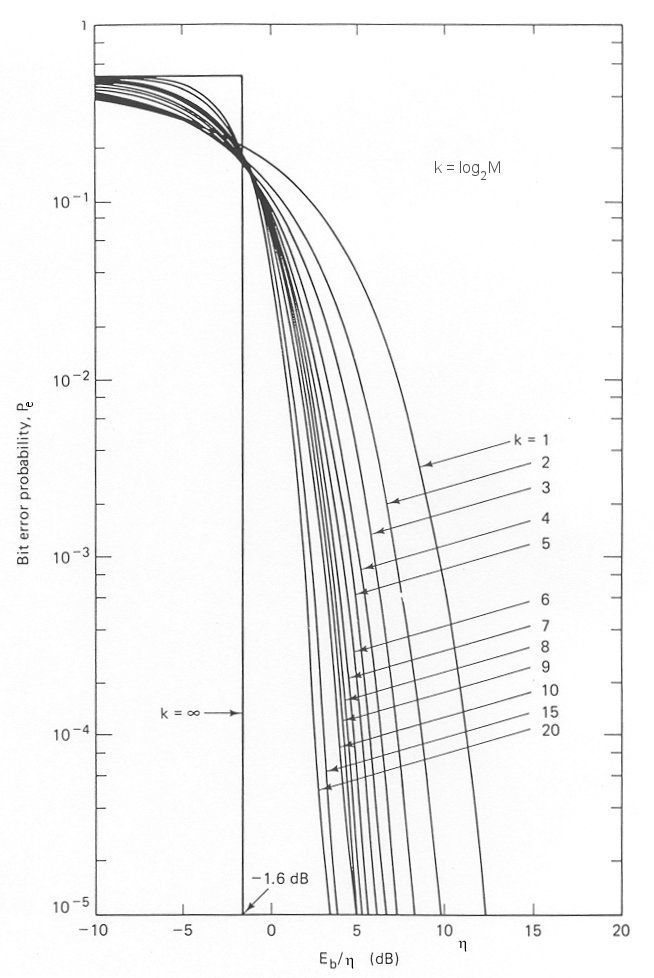 1
k = log₂M
10⁻¹
10⁻²
Bit error probability, Pₑ
k = 1
2
3
4
5
10⁻³
6
7
8
9
10
15
20
k = ∞
10⁻⁴
−1.6 dB
10⁻⁵
−10 −5 0 5 10 15 20
η
E_b/η (dB)